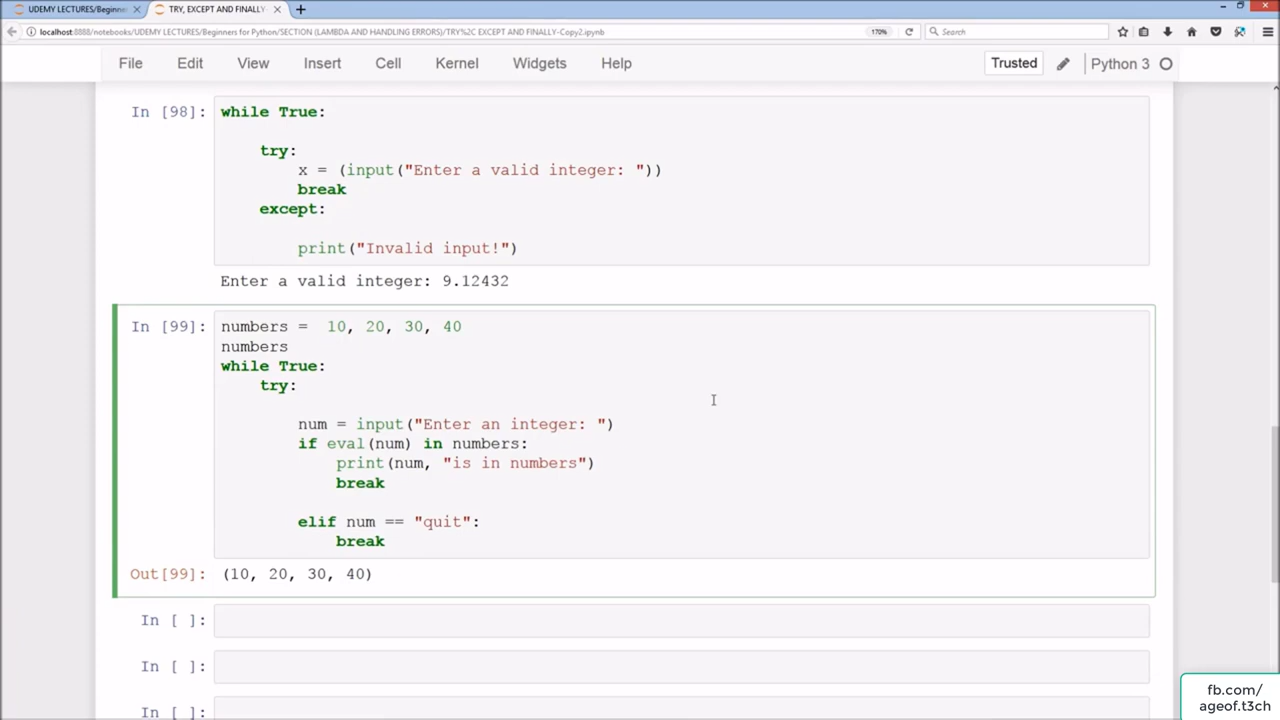 UDEMY LECTURES/Beginners
TRY, EXCEPT AND FINALLY-
localhost:8888/notebooks/UDEMY LECTURES/Beginners for Python/SECTION (LAMBDA AND HANDLING ERRORS)/TRY%2C EXCEPT AND FINALLY-Copy2.ipynb
170%
Search
File Edit View Insert Cell Kernel Widgets Help
Trusted
Python 3
In [98]: while True:
try:
x = (input("Enter a valid integer: "))
break
except:
print("Invalid input!")
Enter a valid integer: 9.12432
In [99]: numbers =  10, 20, 30, 40
numbers
while True:
try:
num = input("Enter an integer: ")
if eval(num) in numbers:
print(num, "is in numbers")
break
elif num == "quit":
break
Out[99]: (10, 20, 30, 40)
In [ ]:
In [ ]:
In [ ]:
fb.com/
ageof.t3ch